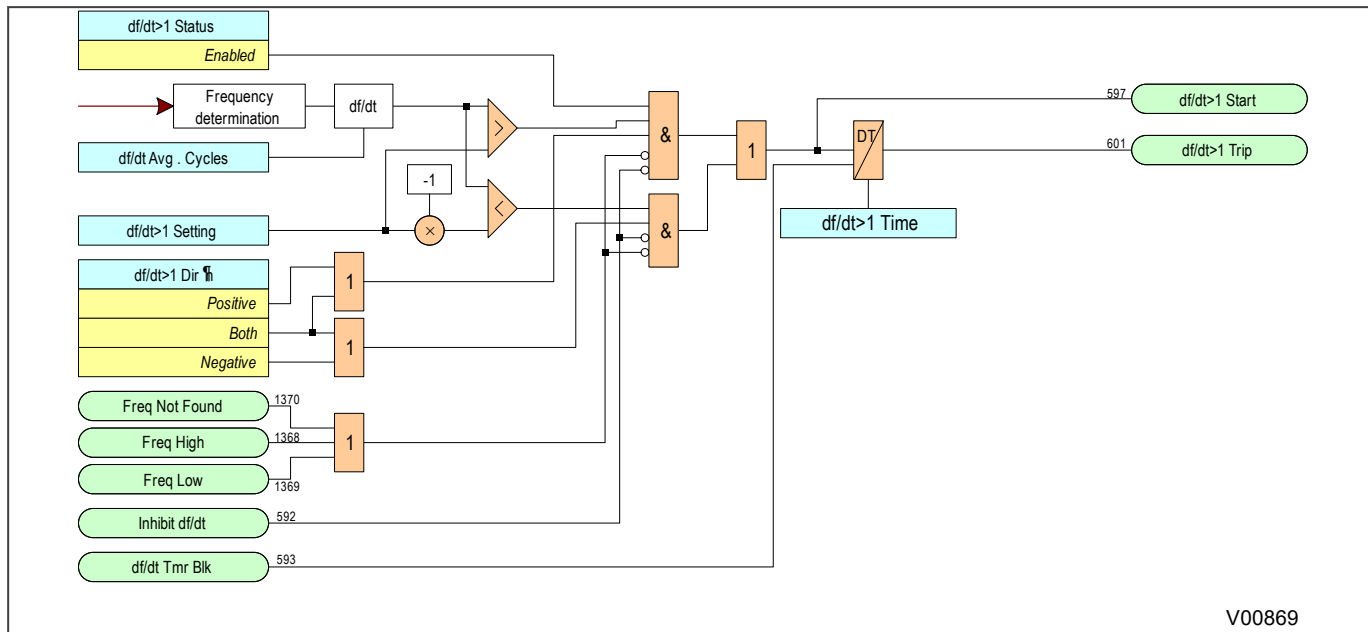 df/dt>1 Status
Enabled
Frequency
determination
df/dt
df/dt Avg . Cycles
-1
>
<
×
df/dt>1 Setting
df/dt>1 Dir'n
Positive
Both
Negative
1
1
&
&
1
DT
df/dt>1 Time
597
df/dt>1 Start
601
df/dt>1 Trip
Freq Not Found
1370
Freq High
1368
Freq Low
1369
1
Inhibit df/dt
592
df/dt Tmr Blk
593
V00869